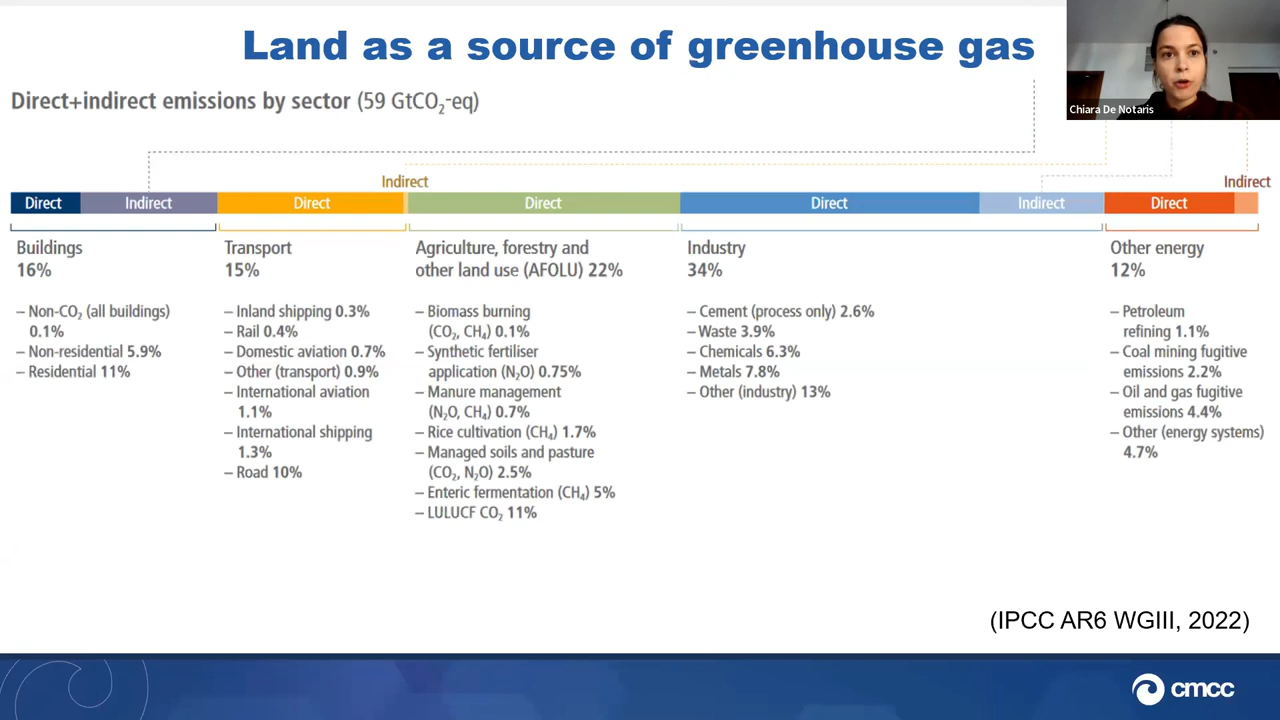 Land as a source of greenhouse gas
Chiara De Notaris
Direct+indirect emissions by sector (59 GtCO₂-eq)
Indirect
Indirect
Direct
Indirect
Direct
Direct
Direct
Indirect
Direct
Buildings
16%
– Non-CO₂ (all buildings)
0.1%
– Non-residential 5.9%
– Residential 11%
Transport
15%
– Inland shipping 0.3%
– Rail 0.4%
– Domestic aviation 0.7%
– Other (transport) 0.9%
– International aviation
1.1%
– International shipping
1.3%
– Road 10%
Agriculture, forestry and
other land use (AFOLU) 22%
– Biomass burning
(CO₂, CH₄) 0.1%
– Synthetic fertiliser
application (N₂O) 0.75%
– Manure management
(N₂O, CH₄) 0.7%
– Rice cultivation (CH₄) 1.7%
– Managed soils and pasture
(CO₂, N₂O) 2.5%
– Enteric fermentation (CH₄) 5%
– LULUCF CO₂ 11%
Industry
34%
– Cement (process only) 2.6%
– Waste 3.9%
– Chemicals 6.3%
– Metals 7.8%
– Other (industry) 13%
Other energy
12%
– Petroleum
refining 1.1%
– Coal mining fugitive
emissions 2.2%
– Oil and gas fugitive
emissions 4.4%
– Other (energy systems)
4.7%
(IPCC AR6 WGIII, 2022)
cmcc